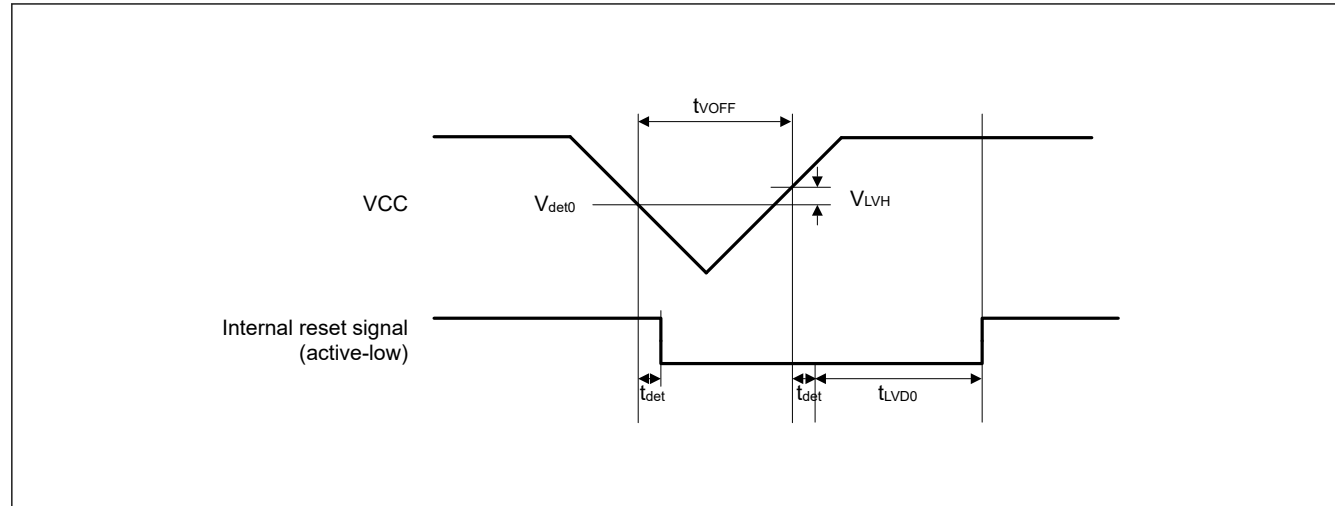 tVOFF
VCC
Vdet0
VLVH
Internal reset signal
(active-low)
tdet
tdet
tLVD0